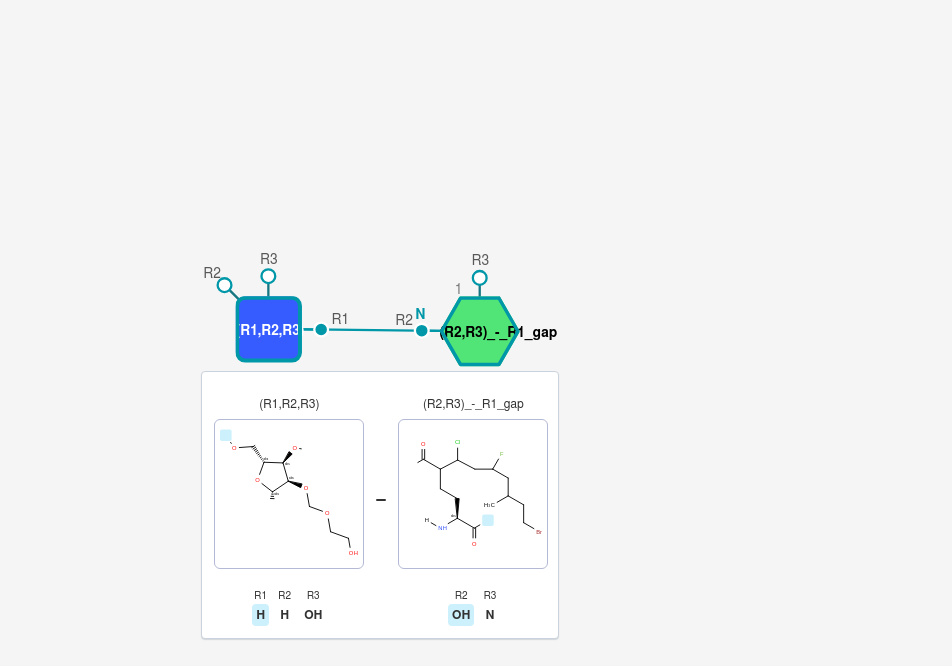 R3
R3
R2
1
N
R1
R2
R1,R2,R3
(R2,R3)_-_R1_gap
(R1,R2,R3)
(R2,R3)_-_R1_gap
O
O
O
O
O
OH
–
O
Cl
F
H₃C
H
NH
O
Br
R1 R2 R3
H H OH
R2 R3
OH N